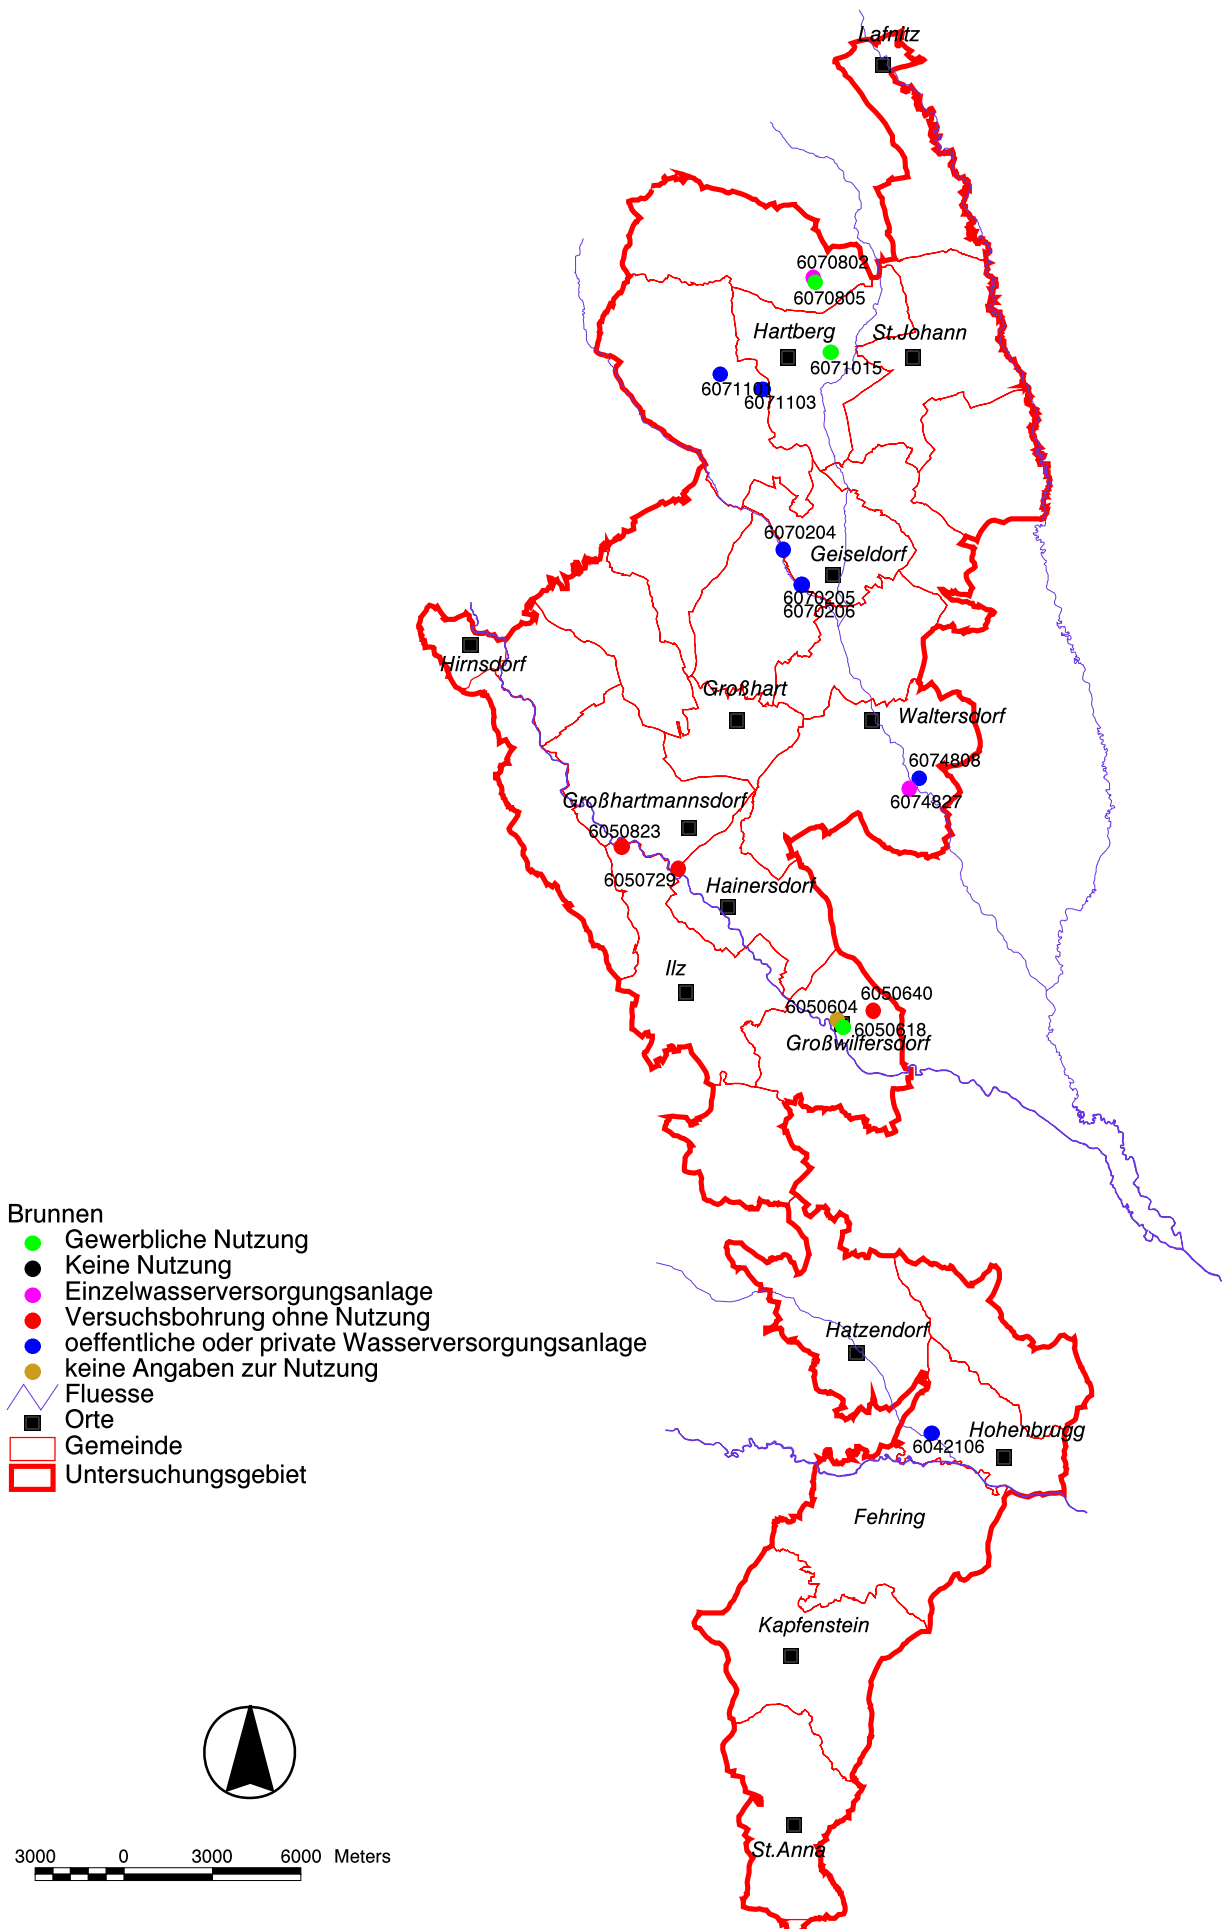 Lafnitz
6070802
6070805
Hartberg
St.Johann
6071015
6071101
6071103
6070204
Geiseldorf
6070205
6070206
Hirnsdorf
Großhart
Waltersdorf
6074808
6074827
Großhartmannsdorf
6050823
6050729
Hainersdorf
Ilz
6050640
6050604
6050618
Großwilfersdorf
Brunnen
Gewerbliche Nutzung
Keine Nutzung
Einzelwasserversorgungsanlage
Versuchsbohrung ohne Nutzung
oeffentliche oder private Wasserversorgungsanlage
keine Angaben zur Nutzung
Fluesse
Orte
Gemeinde
Untersuchungsgebiet
Hatzendorf
Hohenbrugg
6042106
Fehring
Kapfenstein
St.Anna
3000 0 3000 6000 Meters